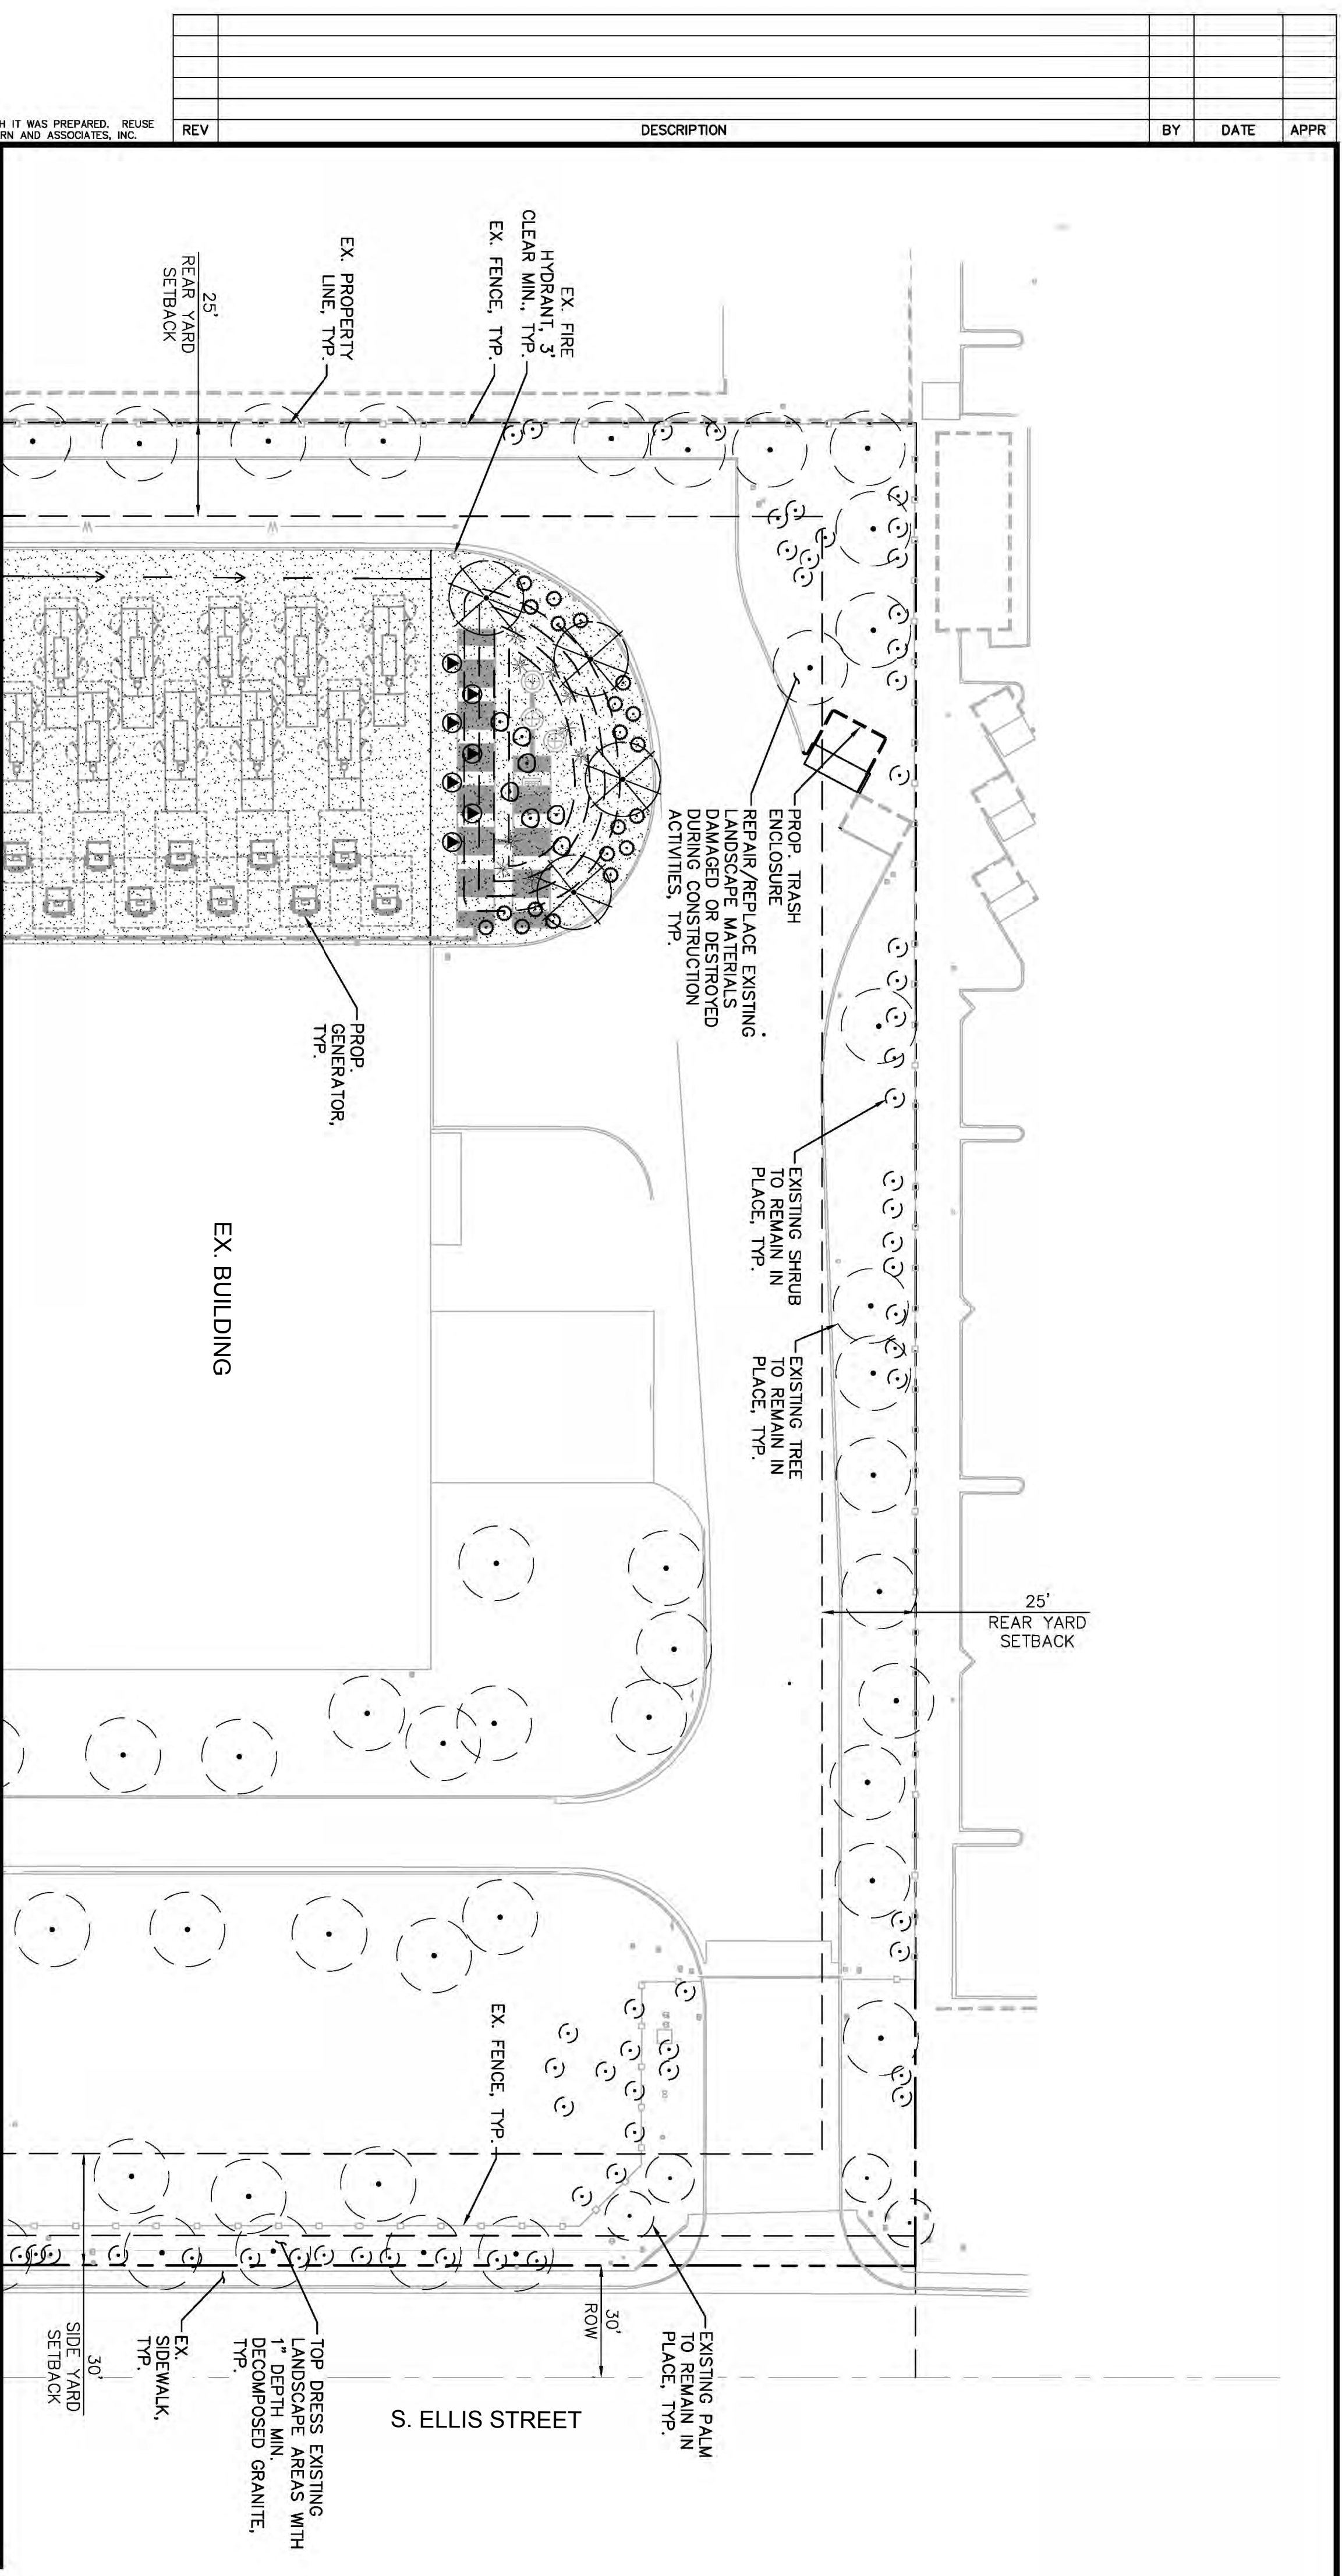 H IT WAS PREPARED. REUSE
RN AND ASSOCIATES, INC.
REV
DESCRIPTION
BY
DATE
APPR
EX. FIRE
HYDRANT, 3'
CLEAR MIN., TYP.
EX. FENCE, TYP.
EX. PROPERTY
LINE, TYP.
25'
REAR YARD
SETBACK
W
W
PROP. TRASH
ENCLOSURE
REPAIR/REPLACE EXISTING
LANDSCAPE MATERIALS
DAMAGED OR DESTROYED
DURING CONSTRUCTION
ACTIVITIES, TYP.
PROP.
GENERATOR,
TYP.
EXISTING SHRUB
TO REMAIN IN
PLACE, TYP.
EX. BUILDING
EXISTING TREE
TO REMAIN IN
PLACE, TYP.
25'
REAR YARD
SETBACK
EX. FENCE, TYP.
30'
ROW
EXISTING PALM
TO REMAIN IN
PLACE, TYP.
S. ELLIS STREET
TOP DRESS EXISTING
LANDSCAPE AREAS WITH
1" DEPTH MIN.
DECOMPOSED GRANITE,
TYP.
EX.
SIDEWALK,
TYP.
30'
SIDE YARD
SETBACK